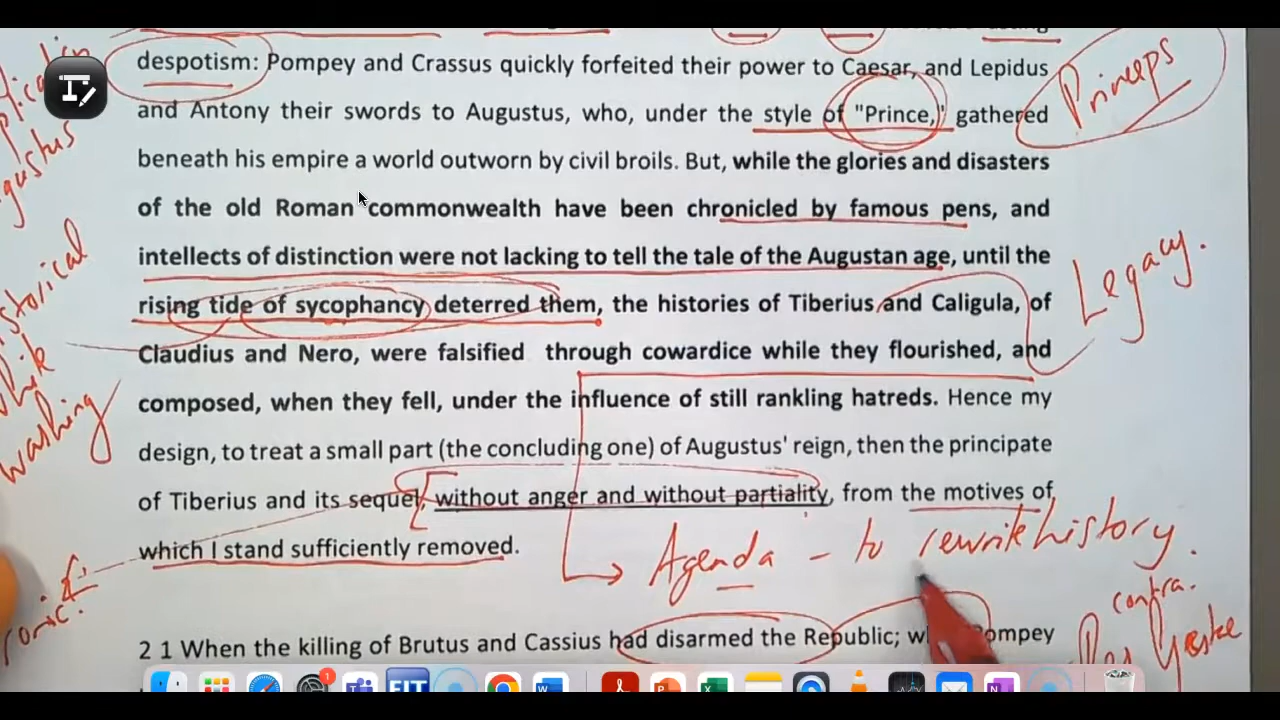 despotism: Pompey and Crassus quickly forfeited their power to Caesar, and Lepidus
and Antony their swords to Augustus, who, under the style of "Prince," gathered
Princeps
beneath his empire a world outworn by civil broils. But, while the glories and disasters
of the old Roman commonwealth have been chronicled by famous pens, and
intellects of distinction were not lacking to tell the tale of the Augustan age, until the
rising tide of sycophancy deterred them, the histories of Tiberius and Caligula, of
Legacy.
Claudius and Nero, were falsified through cowardice while they flourished, and
composed, when they fell, under the influence of still rankling hatreds. Hence my
washing
design, to treat a small part (the concluding one) of Augustus' reign, then the principate
of Tiberius and its sequel, without anger and without partiality, from the motives of
which I stand sufficiently removed.
Agenda – to rewrite history.
contra.
2 1 When the killing of Brutus and Cassius had disarmed the Republic; Pompey
FIT
1